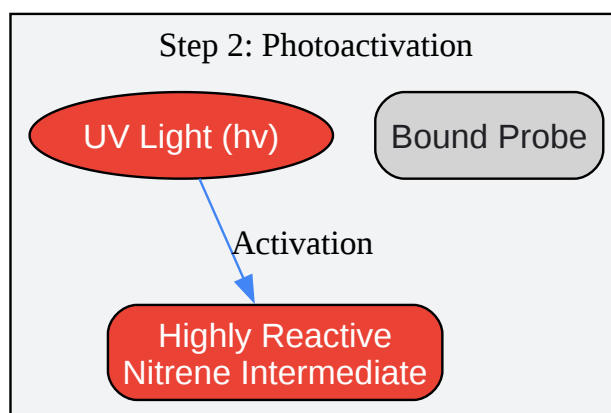 Step 2: Photoactivation
UV Light (hv)
Bound Probe
Activation
Highly Reactive
Nitrene Intermediate